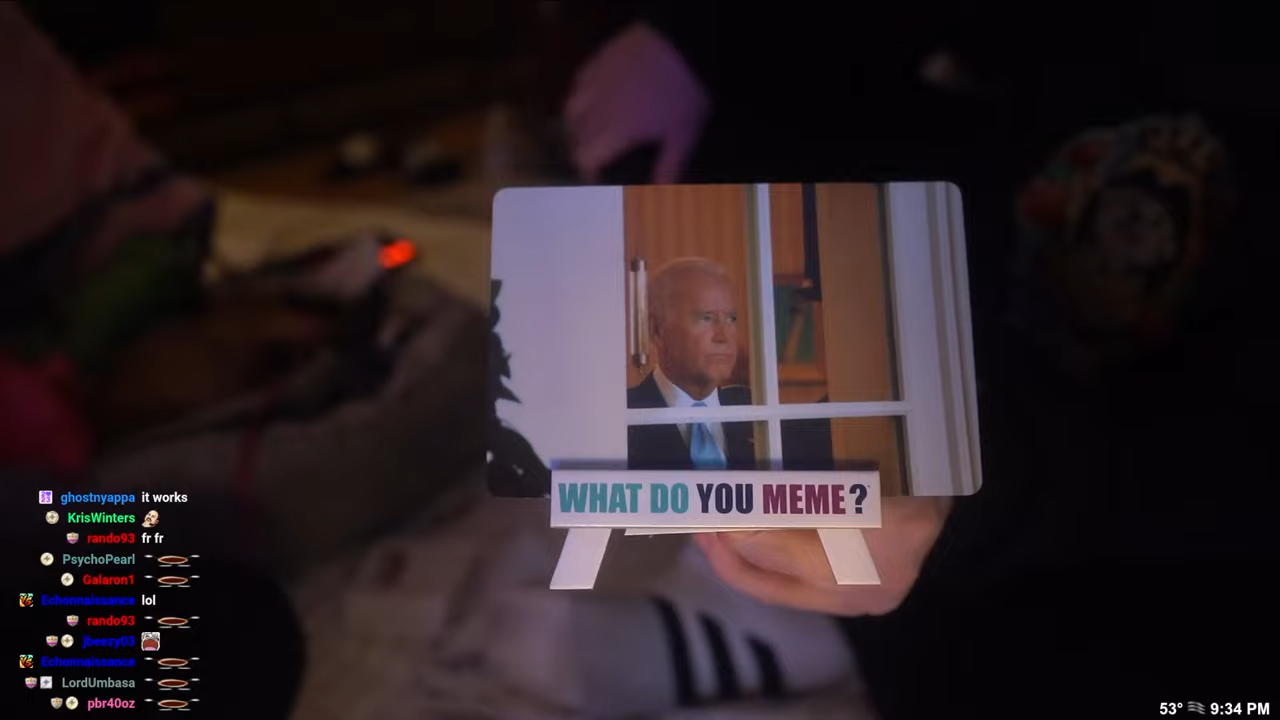 WHAT DO YOU MEME?
ghostnyappa it works
KrisWinters
rando93 fr fr
PsychoPearl
Galaron1
Echonnaissance lol
rando93
jbeezy03
Echonnaissance
LordUmbasa
pbr40oz
53° 9:34 PM